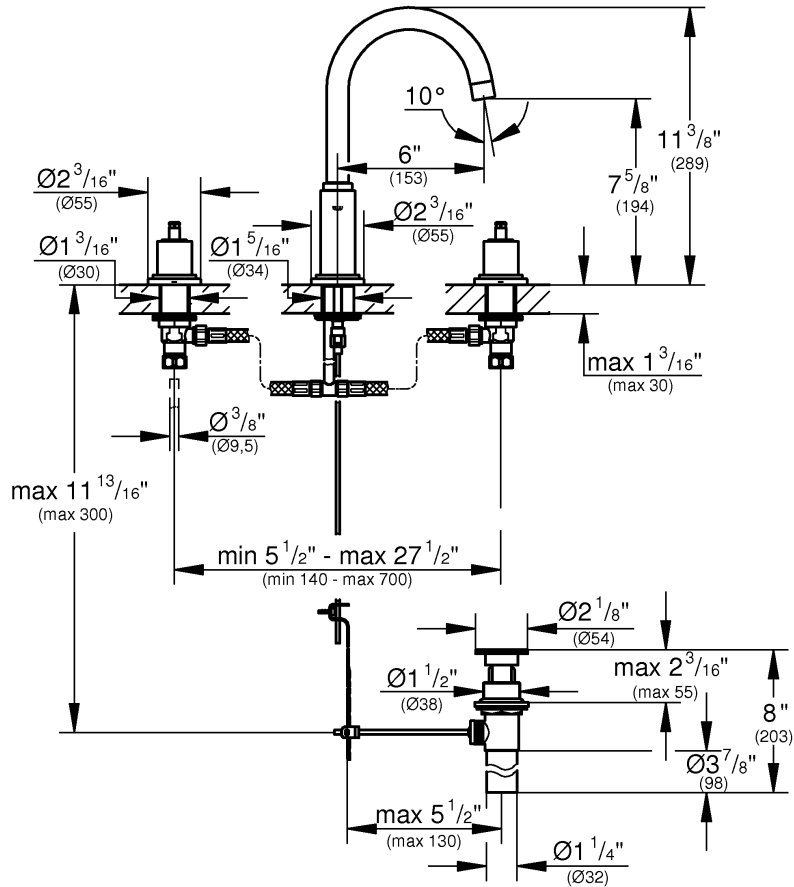 10°
6"
(153)
11 3/8"
(289)
7 5/8"
(194)
Ø2 3/16"
(Ø55)
Ø2 3/16"
(Ø55)
Ø1 3/16"
(Ø30)
Ø1 5/16"
(Ø34)
max 1 3/16"
(max 30)
Ø3/8"
(Ø9,5)
max 11 13/16"
(max 300)
min 5 1/2" - max 27 1/2"
(min 140 - max 700)
Ø2 1/8"
(Ø54)
max 2 3/16"
(max 55)
Ø1 1/2"
(Ø38)
8"
(203)
Ø3 7/8"
(98)
max 5 1/2"
(max 130)
Ø1 1/4"
(Ø32)